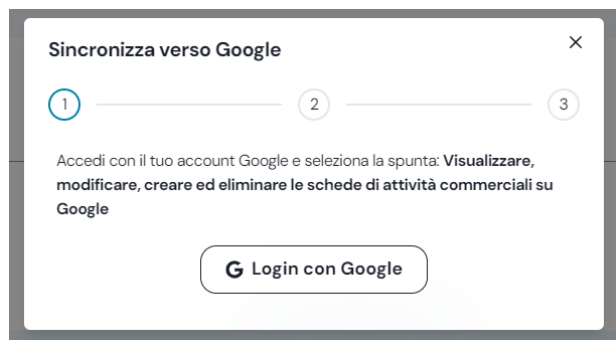 Sincronizza verso Google
1
2
3
Accedi con il tuo account Google e seleziona la spunta: Visualizzare,
modificare, creare ed eliminare le schede di attività commerciali su
Google
Login con Google